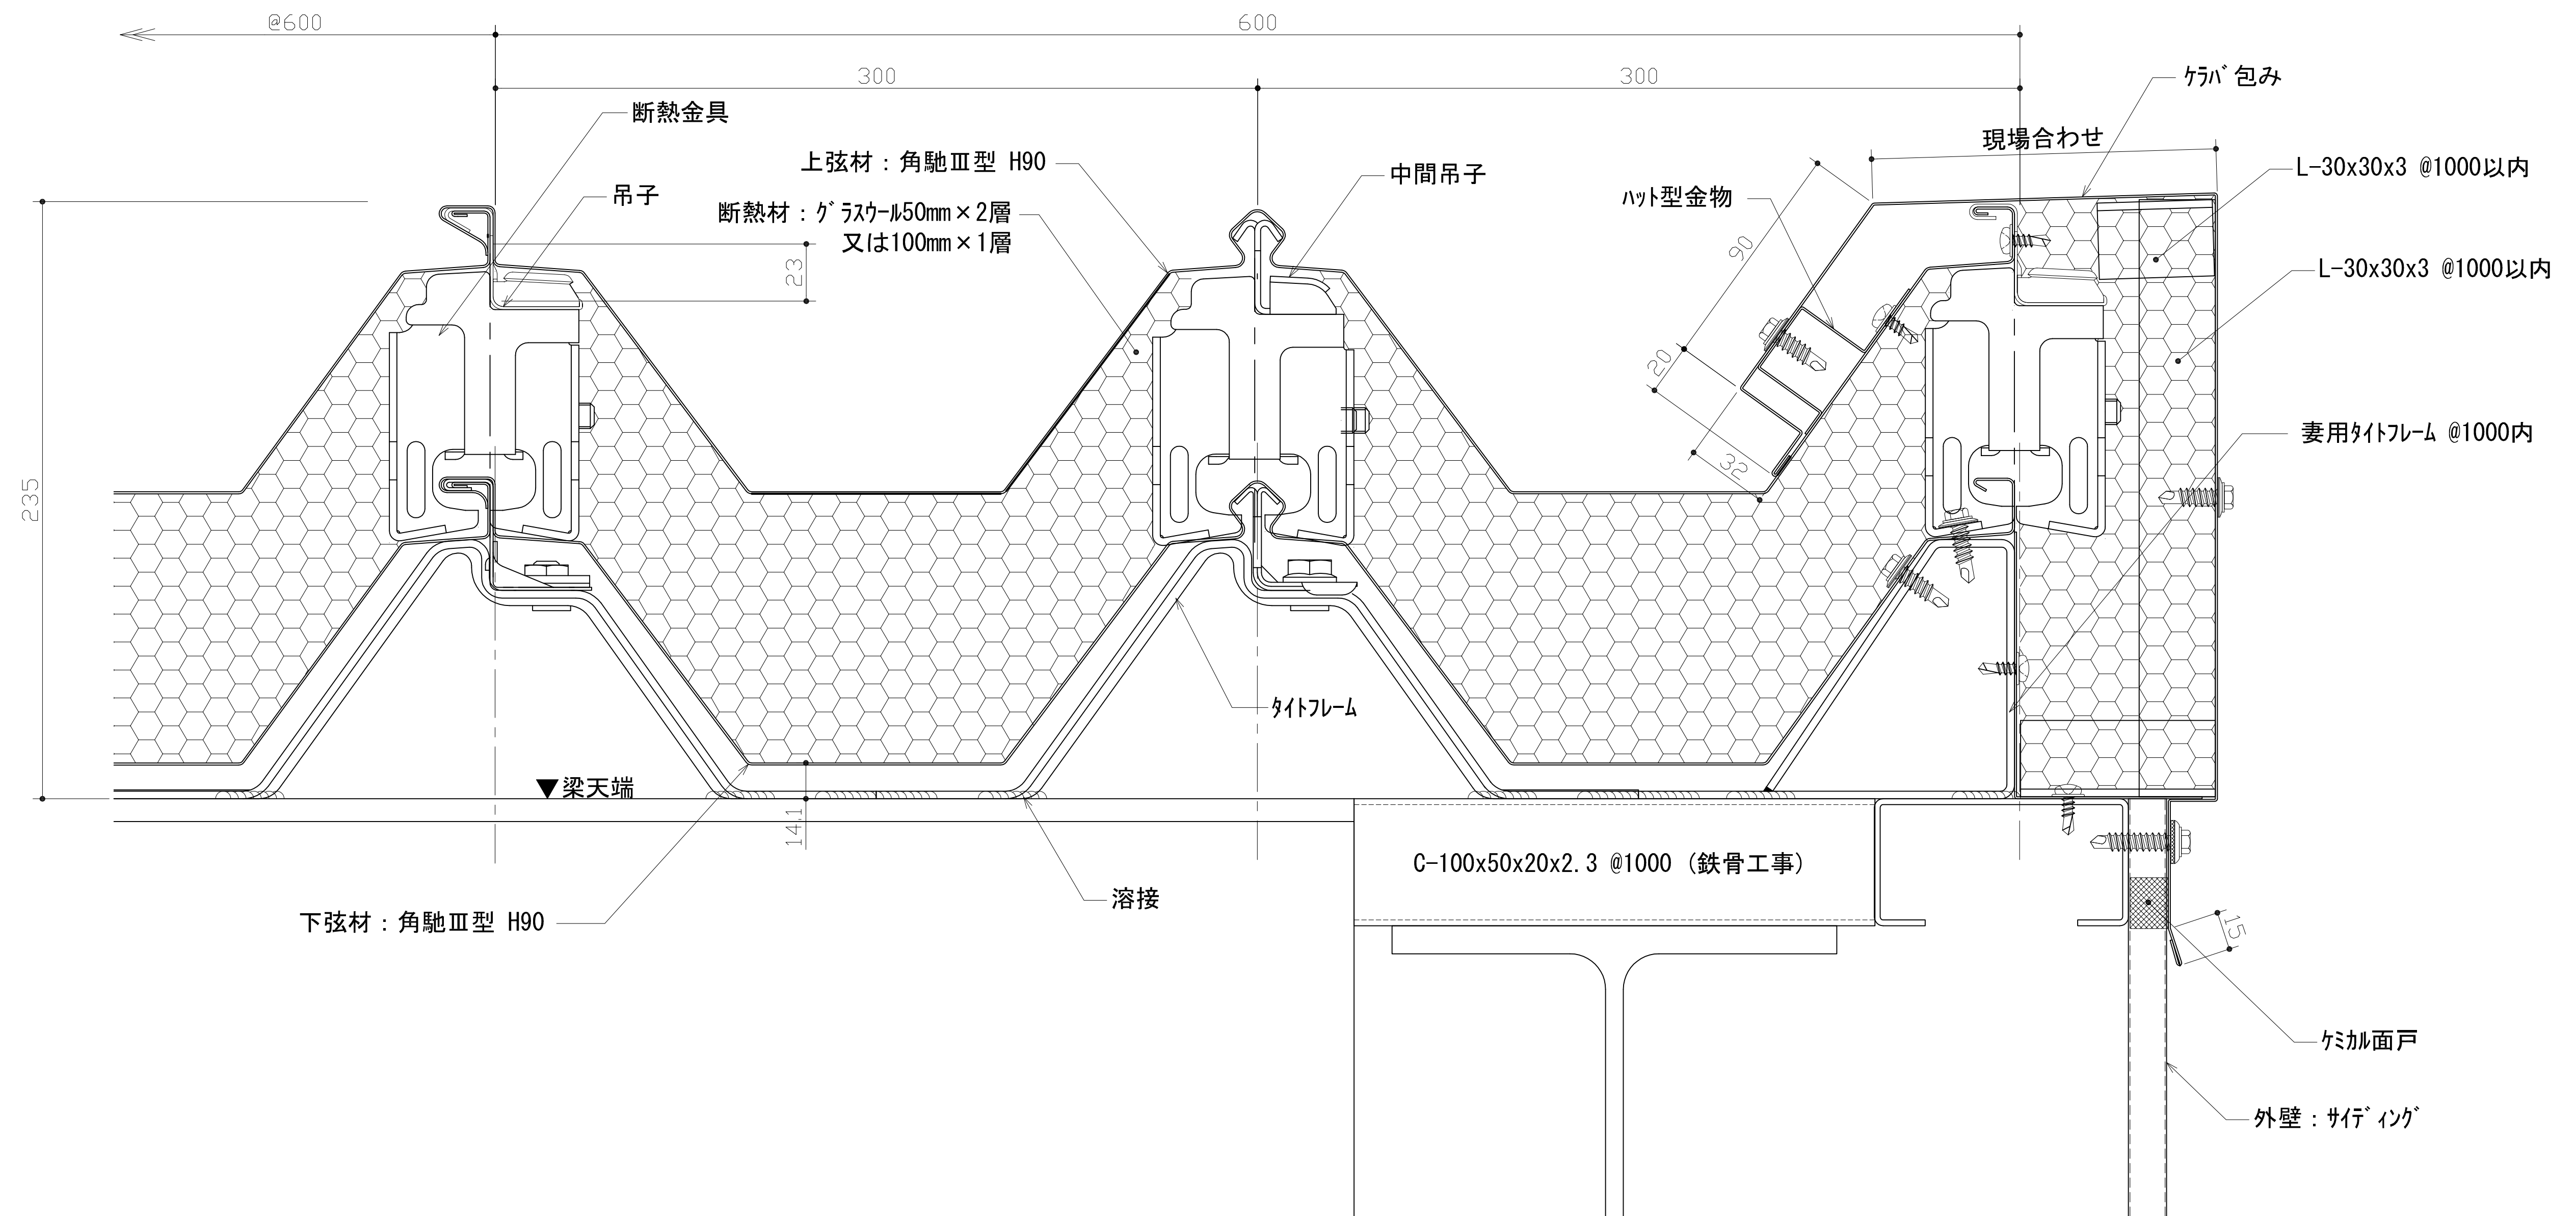 @600
600
300
300
ｹﾗﾊﾞ包み
断熱金具
現場合わせ
上弦材：角馳Ⅲ型 H90
中間吊子
L-30x30x3 @1000以内
吊子
ﾊｯﾄ型金物
断熱材：ｸﾞﾗｽｳｰﾙ50mm×2層
又は100mm×1層
90
23
L-30x30x3 @1000以内
20
妻用ﾀｲﾄﾌﾚｰﾑ @1000内
32
235
ﾀｲﾄﾌﾚｰﾑ
▼梁天端
14.1
C-100x50x20x2.3 @1000 (鉄骨工事)
溶接
下弦材：角馳Ⅲ型 H90
15
ｹﾐｶﾙ面戸
外壁：ｻｲﾃﾞｨﾝｸﾞ